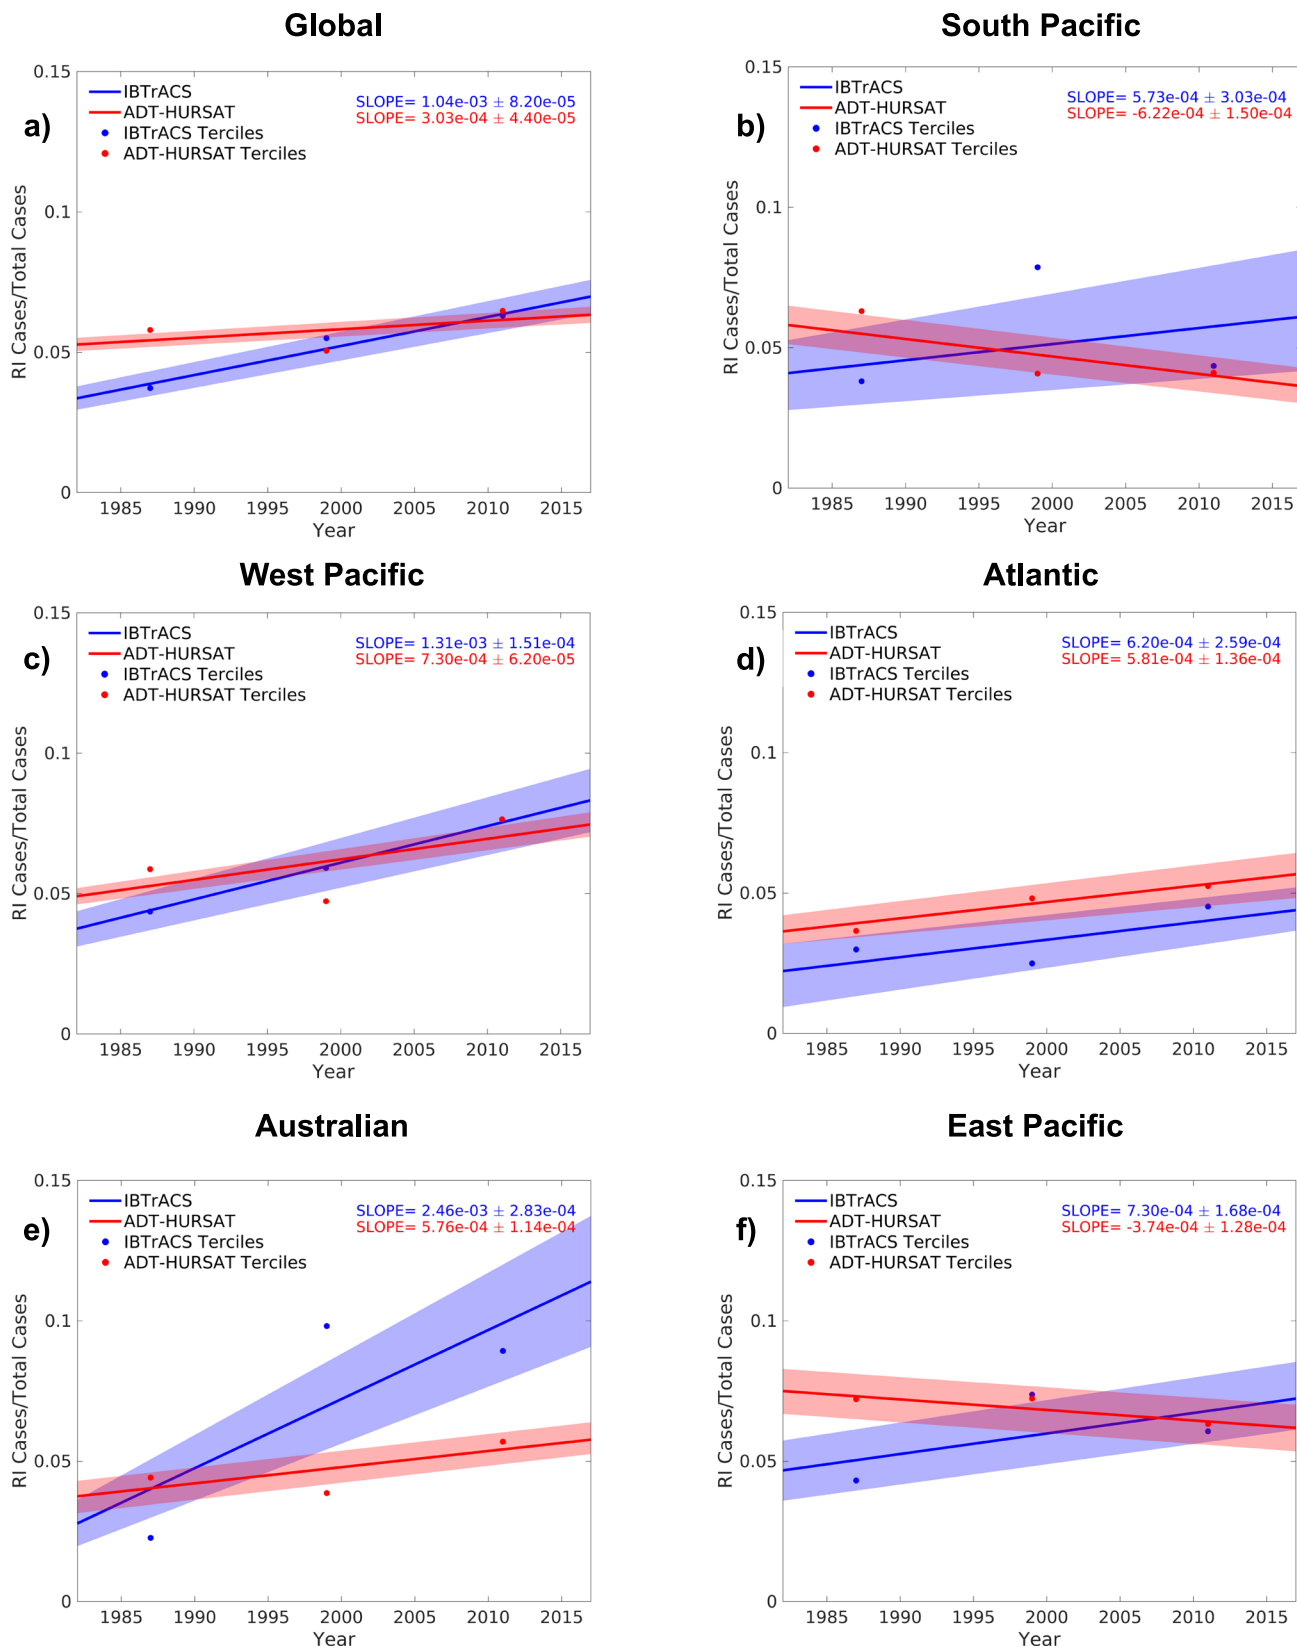 Global
a)
IBTrACS
ADT-HURSAT
IBTrACS Terciles
ADT-HURSAT Terciles
SLOPE= 1.04e-03 ± 8.20e-05
SLOPE= 3.03e-04 ± 4.40e-05
RI Cases/Total Cases
0.15
0.1
0.05
0
1985 1990 1995 2000 2005 2010 2015
Year
South Pacific
b)
IBTrACS
ADT-HURSAT
IBTrACS Terciles
ADT-HURSAT Terciles
SLOPE= 5.73e-04 ± 3.03e-04
SLOPE= -6.22e-04 ± 1.50e-04
RI Cases/Total Cases
0.15
0.1
0.05
0
1985 1990 1995 2000 2005 2010 2015
Year
West Pacific
c)
IBTrACS
ADT-HURSAT
IBTrACS Terciles
ADT-HURSAT Terciles
SLOPE= 1.31e-03 ± 1.51e-04
SLOPE= 7.30e-04 ± 6.20e-05
RI Cases/Total Cases
0.15
0.1
0.05
0
1985 1990 1995 2000 2005 2010 2015
Year
Atlantic
d)
IBTrACS
ADT-HURSAT
IBTrACS Terciles
ADT-HURSAT Terciles
SLOPE= 6.20e-04 ± 2.59e-04
SLOPE= 5.81e-04 ± 1.36e-04
RI Cases/Total Cases
0.15
0.1
0.05
0
1985 1990 1995 2000 2005 2010 2015
Year
Australian
e)
IBTrACS
ADT-HURSAT
IBTrACS Terciles
ADT-HURSAT Terciles
SLOPE= 2.46e-03 ± 2.83e-04
SLOPE= 5.76e-04 ± 1.14e-04
RI Cases/Total Cases
0.15
0.1
0.05
0
1985 1990 1995 2000 2005 2010 2015
Year
East Pacific
f)
IBTrACS
ADT-HURSAT
IBTrACS Terciles
ADT-HURSAT Terciles
SLOPE= 7.30e-04 ± 1.68e-04
SLOPE= -3.74e-04 ± 1.28e-04
RI Cases/Total Cases
0.15
0.1
0.05
0
1985 1990 1995 2000 2005 2010 2015
Year